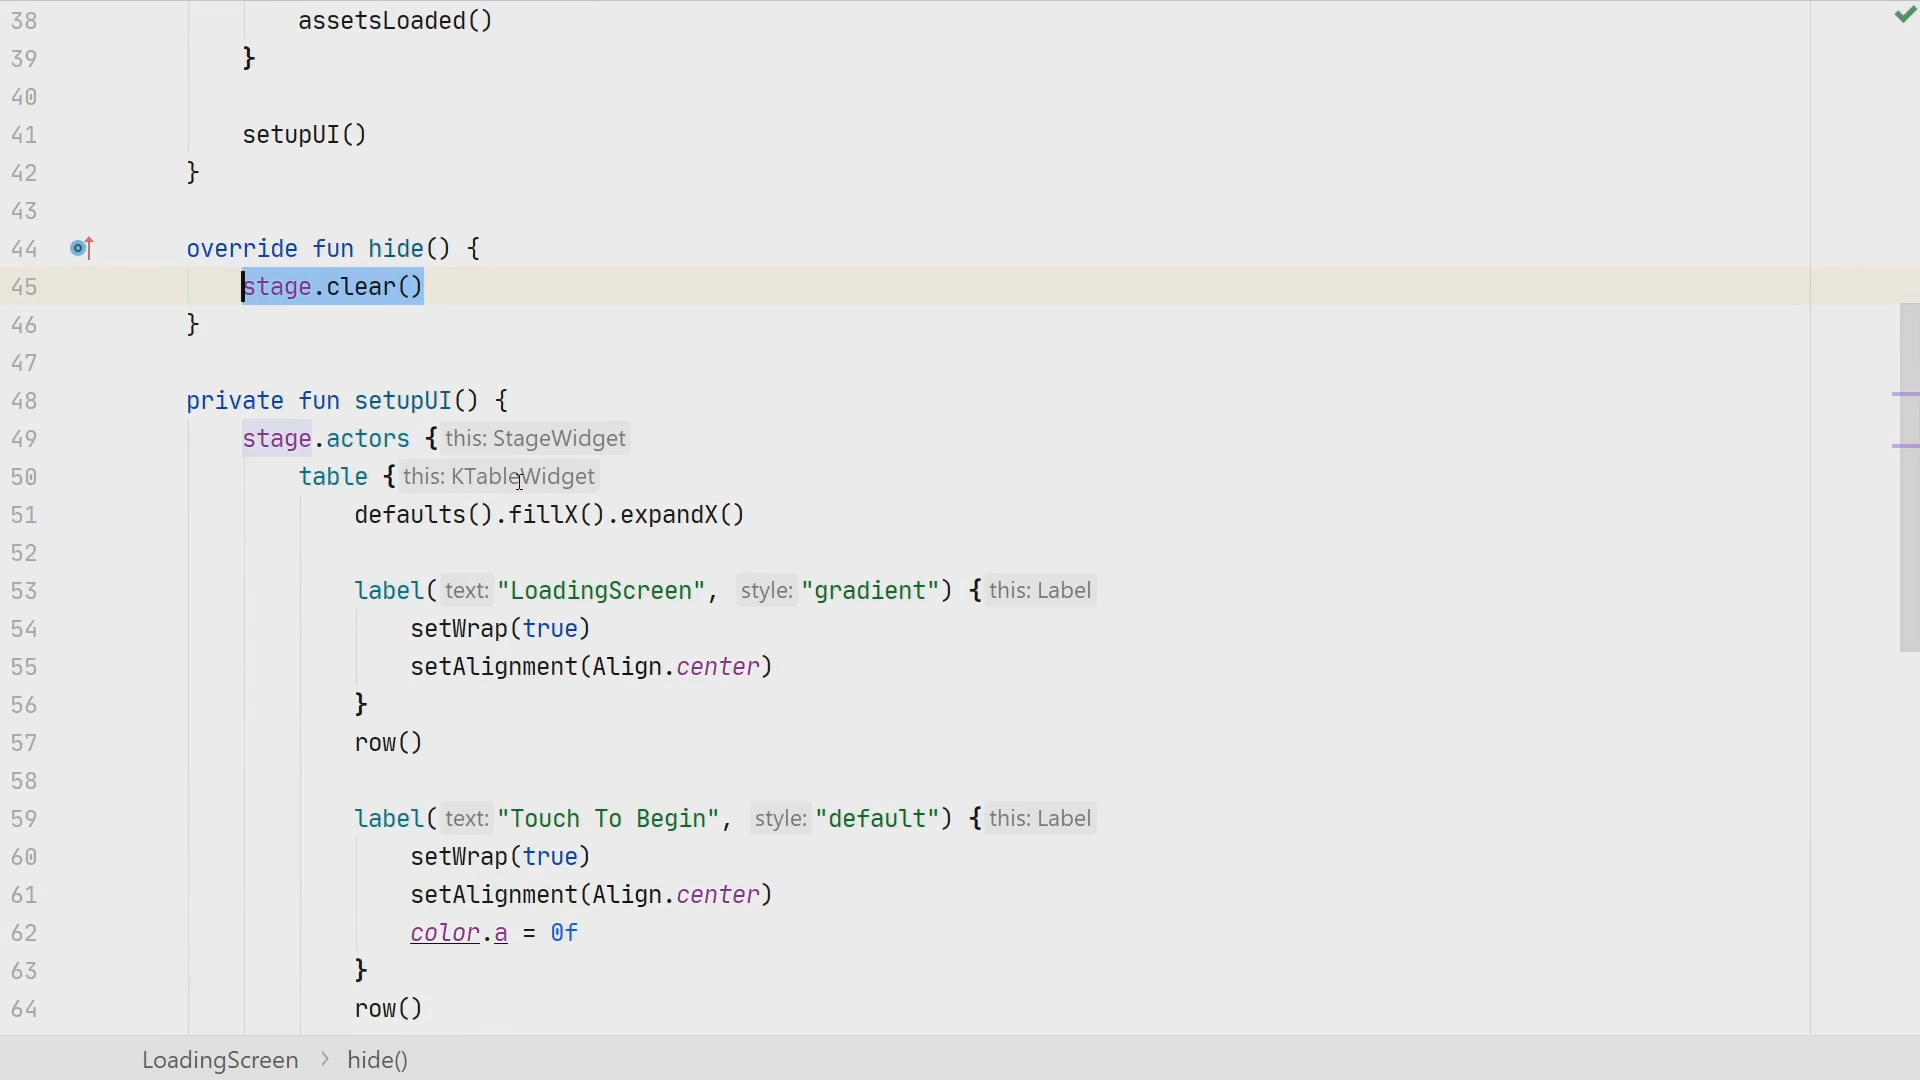 38 assetsLoaded()
39 }
40
41 setupUI()
42 }
43
44 override fun hide() {
45 stage.clear()
46 }
47
48 private fun setupUI() {
49 stage.actors { this: StageWidget
50 table { this: KTableWidget
51 defaults().fillX().expandX()
52
53 label( text: "LoadingScreen", style: "gradient") { this: Label
54 setWrap(true)
55 setAlignment(Align.center)
56 }
57 row()
58
59 label( text: "Touch To Begin", style: "default") { this: Label
60 setWrap(true)
61 setAlignment(Align.center)
62 color.a = 0f
63 }
64 row()
LoadingScreen > hide()